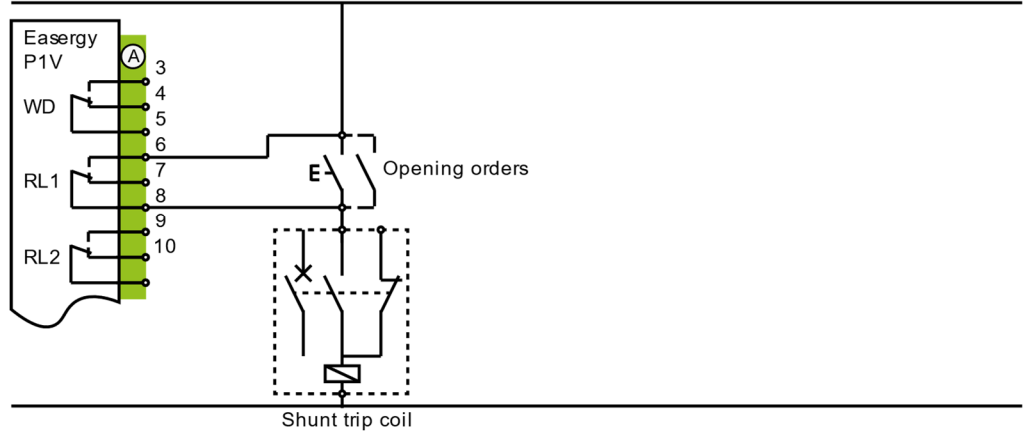 Easergy
P1V
A
3
4
WD
5
6
7
RL1
8
9
10
RL2
E
Opening orders
Shunt trip coil